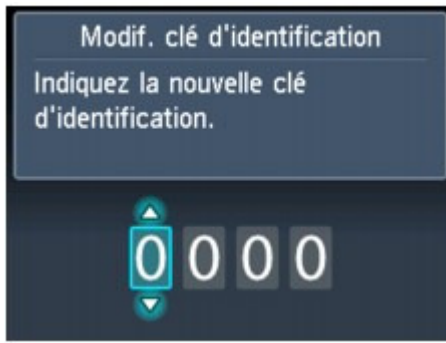 Modif. clé d'identification
Indiquez la nouvelle clé
d'identification.
0 0 0 0